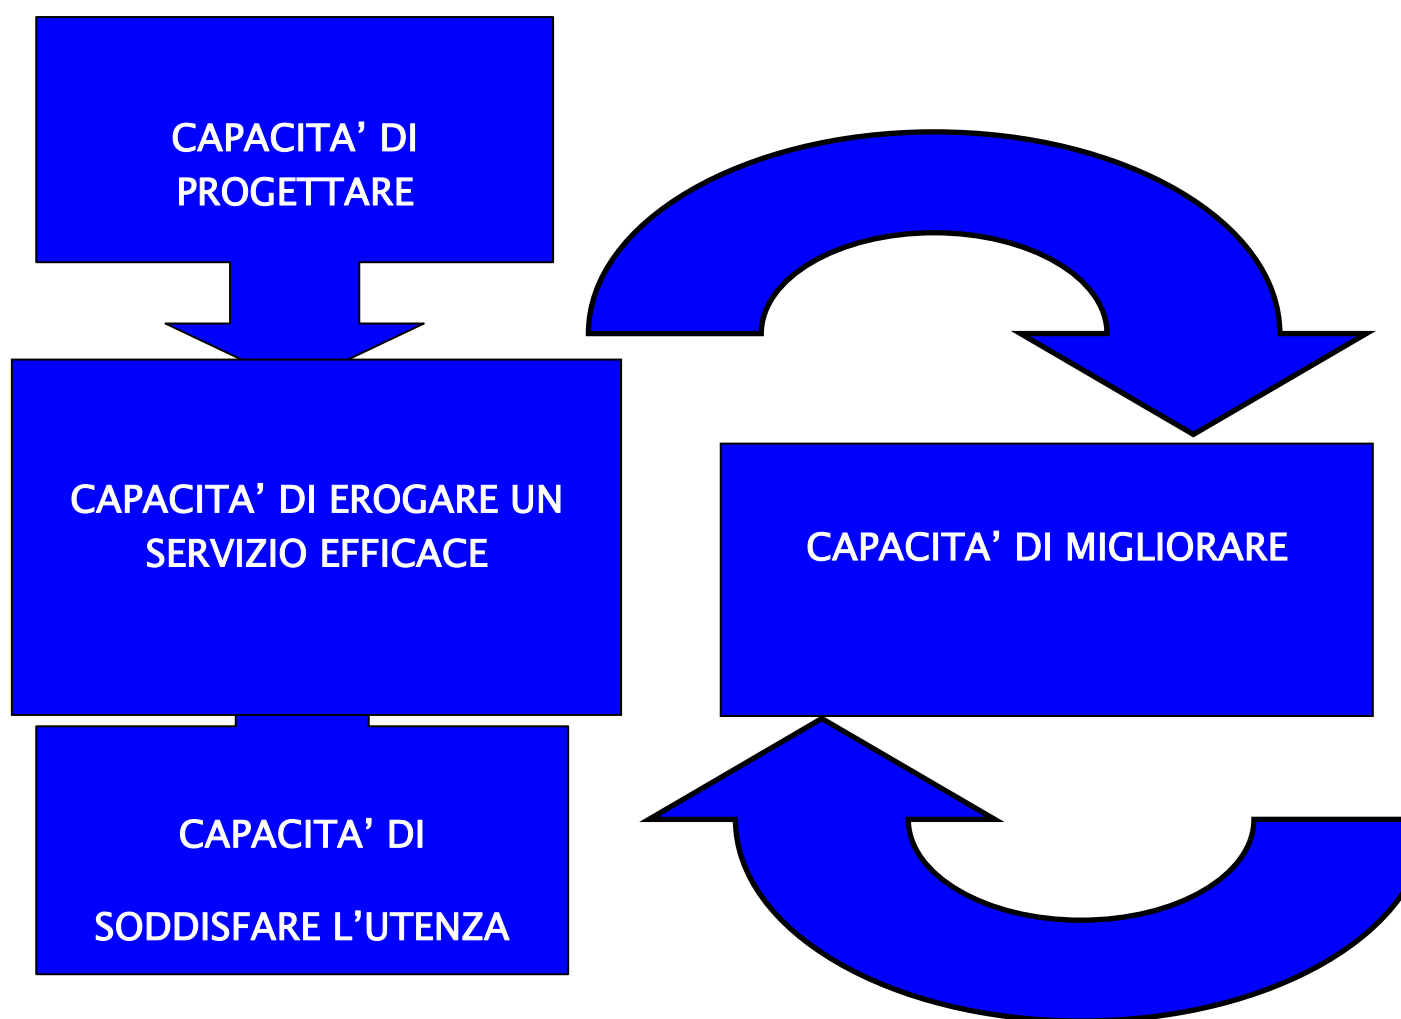 CAPACITA’ DI
PROGETTARE
CAPACITA’ DI EROGARE UN
SERVIZIO EFFICACE
CAPACITA’ DI MIGLIORARE
CAPACITA’ DI
SODDISFARE L’UTENZA